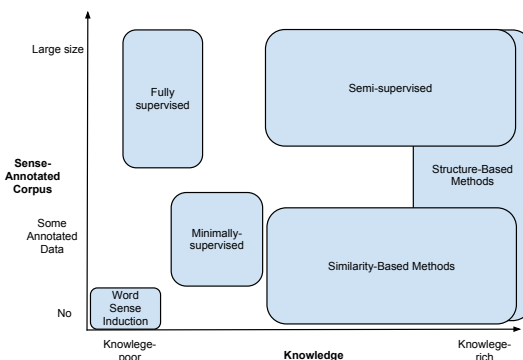 Large size
Fully
supervised
Semi-supervised
Sense-
Annotated
Corpus
Structure-Based
Methods
Some
Annotated
Data
Minimally-
supervised
Similarity-Based Methods
No
Word
Sense
Induction
Knowlege-
poor
Knowledge
Knowlege-
rich